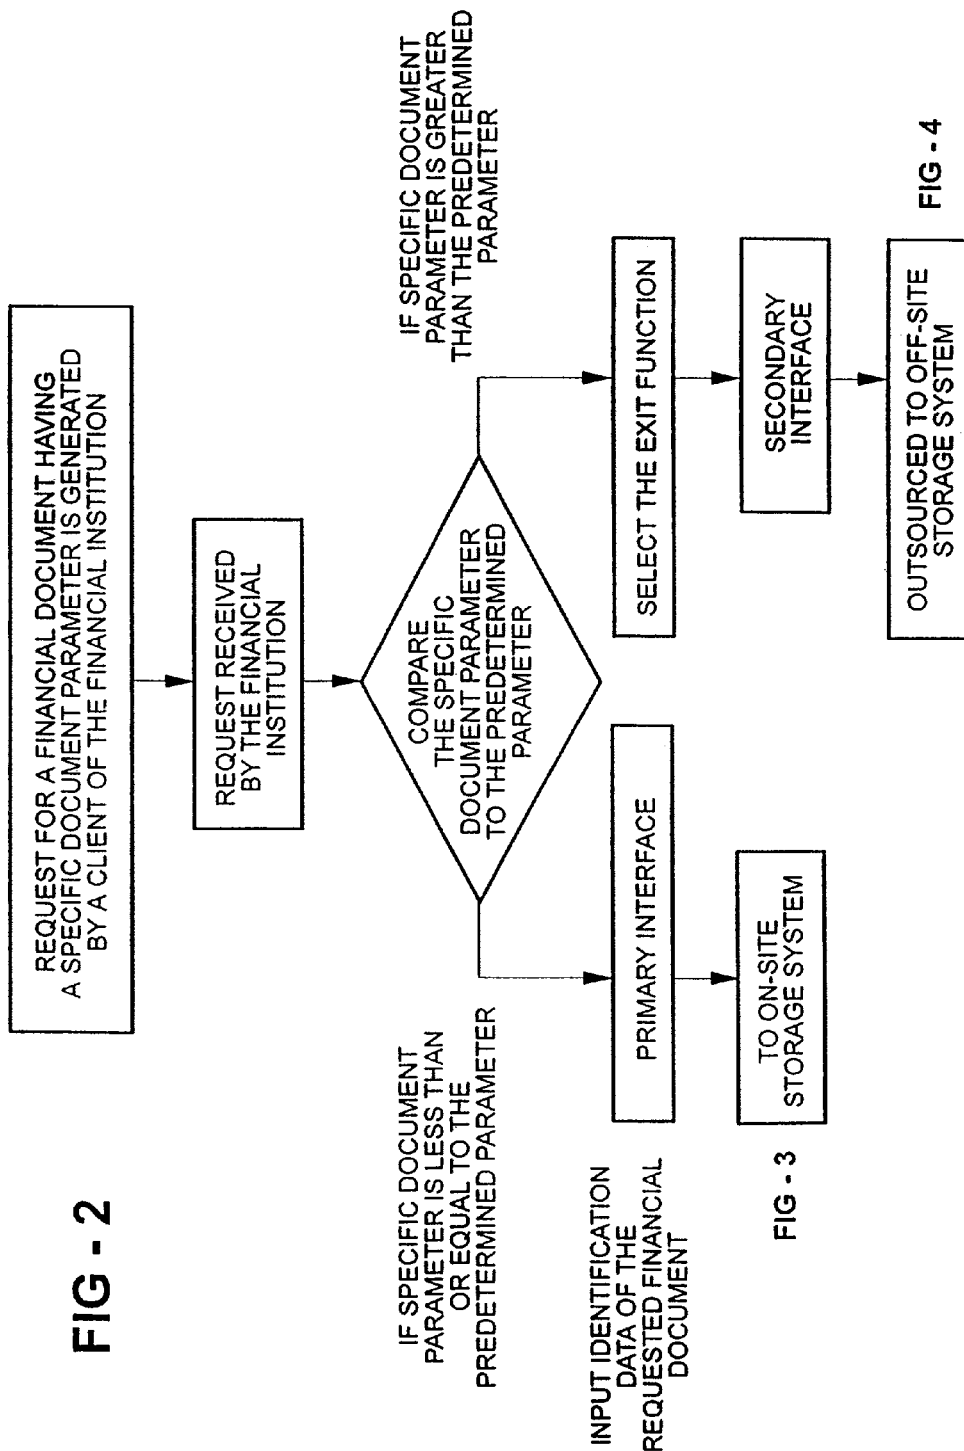 FIG - 2
REQUEST FOR A FINANCIAL DOCUMENT HAVING
A SPECIFIC DOCUMENT PARAMETER IS GENERATED
BY A CLIENT OF THE FINANCIAL INSTITUTION
REQUEST RECEIVED
BY THE FINANCIAL
INSTITUTION
COMPARE
THE SPECIFIC
DOCUMENT PARAMETER
TO THE PREDETERMINED
PARAMETER
IF SPECIFIC DOCUMENT
PARAMETER IS LESS THAN
OR EQUAL TO THE
PREDETERMINED PARAMETER
IF SPECIFIC DOCUMENT
PARAMETER IS GREATER
THAN THE PREDETERMINED
PARAMETER
INPUT IDENTIFICATION
DATA OF THE
REQUESTED FINANCIAL
DOCUMENT
PRIMARY INTERFACE
SELECT THE EXIT FUNCTION
TO ON-SITE
STORAGE SYSTEM
FIG - 3
SECONDARY
INTERFACE
OUTSOURCED TO OFF-SITE
STORAGE SYSTEM
FIG - 4